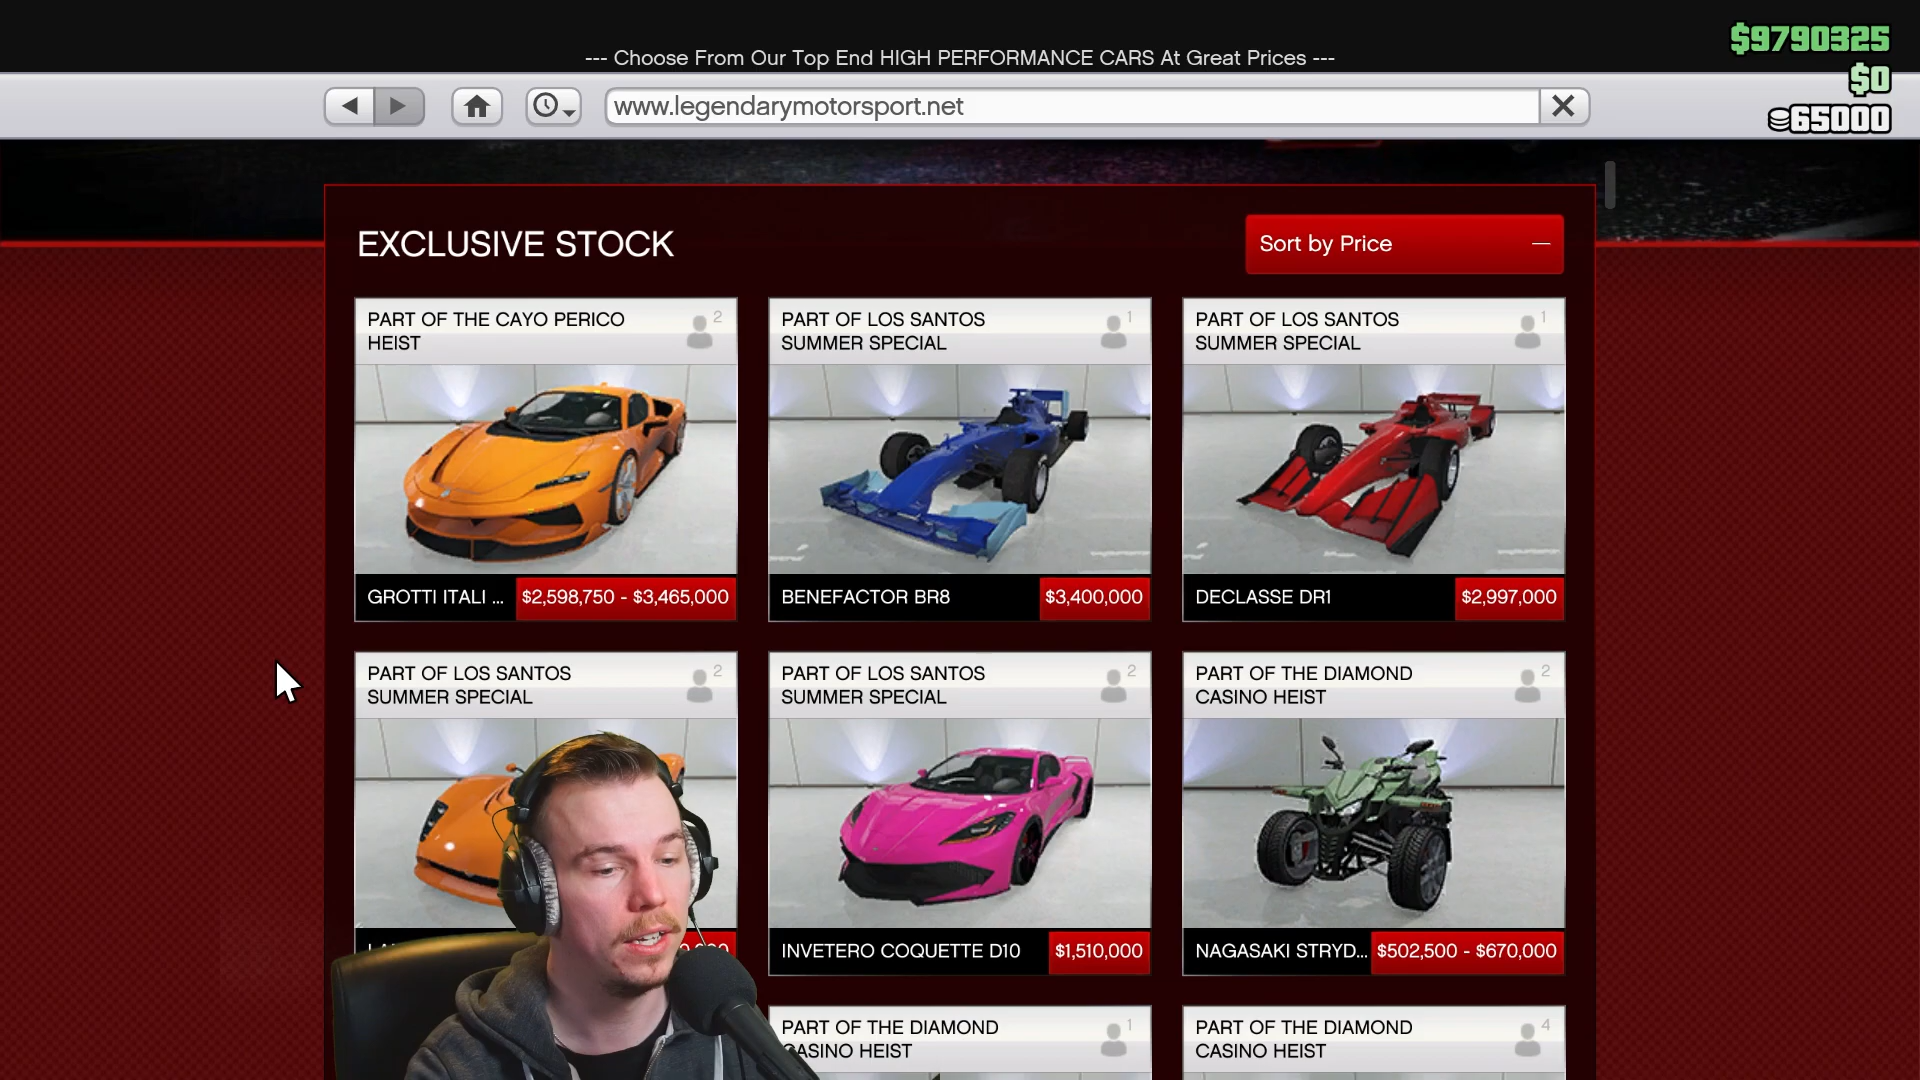 --- Choose From Our Top End HIGH PERFORMANCE CARS At Great Prices ---
$9790325
$0
65000
www.legendarymotorsport.net
EXCLUSIVE STOCK
Sort by Price
PART OF THE CAYO PERICO
HEIST
2
PART OF LOS SANTOS
SUMMER SPECIAL
1
PART OF LOS SANTOS
SUMMER SPECIAL
1
GROTTI ITALI ...
$2,598,750 - $3,465,000
BENEFACTOR BR8
$3,400,000
DECLASSE DR1
$2,997,000
PART OF LOS SANTOS
SUMMER SPECIAL
2
PART OF LOS SANTOS
SUMMER SPECIAL
2
PART OF THE DIAMOND
CASINO HEIST
2
INVETERO COQUETTE D10
$1,510,000
NAGASAKI STRYD...
$502,500 - $670,000
PART OF THE DIAMOND
CASINO HEIST
1
PART OF THE DIAMOND
CASINO HEIST
4